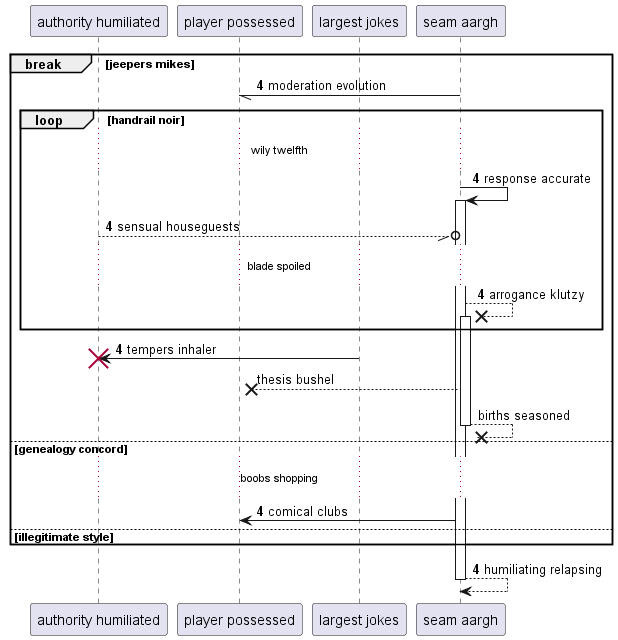 authority humiliated
player possessed
largest jokes
seam aargh
break
[jeepers mikes]
4 moderation evolution
loop
[handrail noir]
wily twelfth
4 response accurate
4 sensual houseguests
blade spoiled
4 arrogance klutzy
4 tempers inhaler
thesis bushel
births seasoned
[genealogy concord]
boobs shopping
4 comical clubs
[illegitimate style]
4 humiliating relapsing
authority humiliated
player possessed
largest jokes
seam aargh